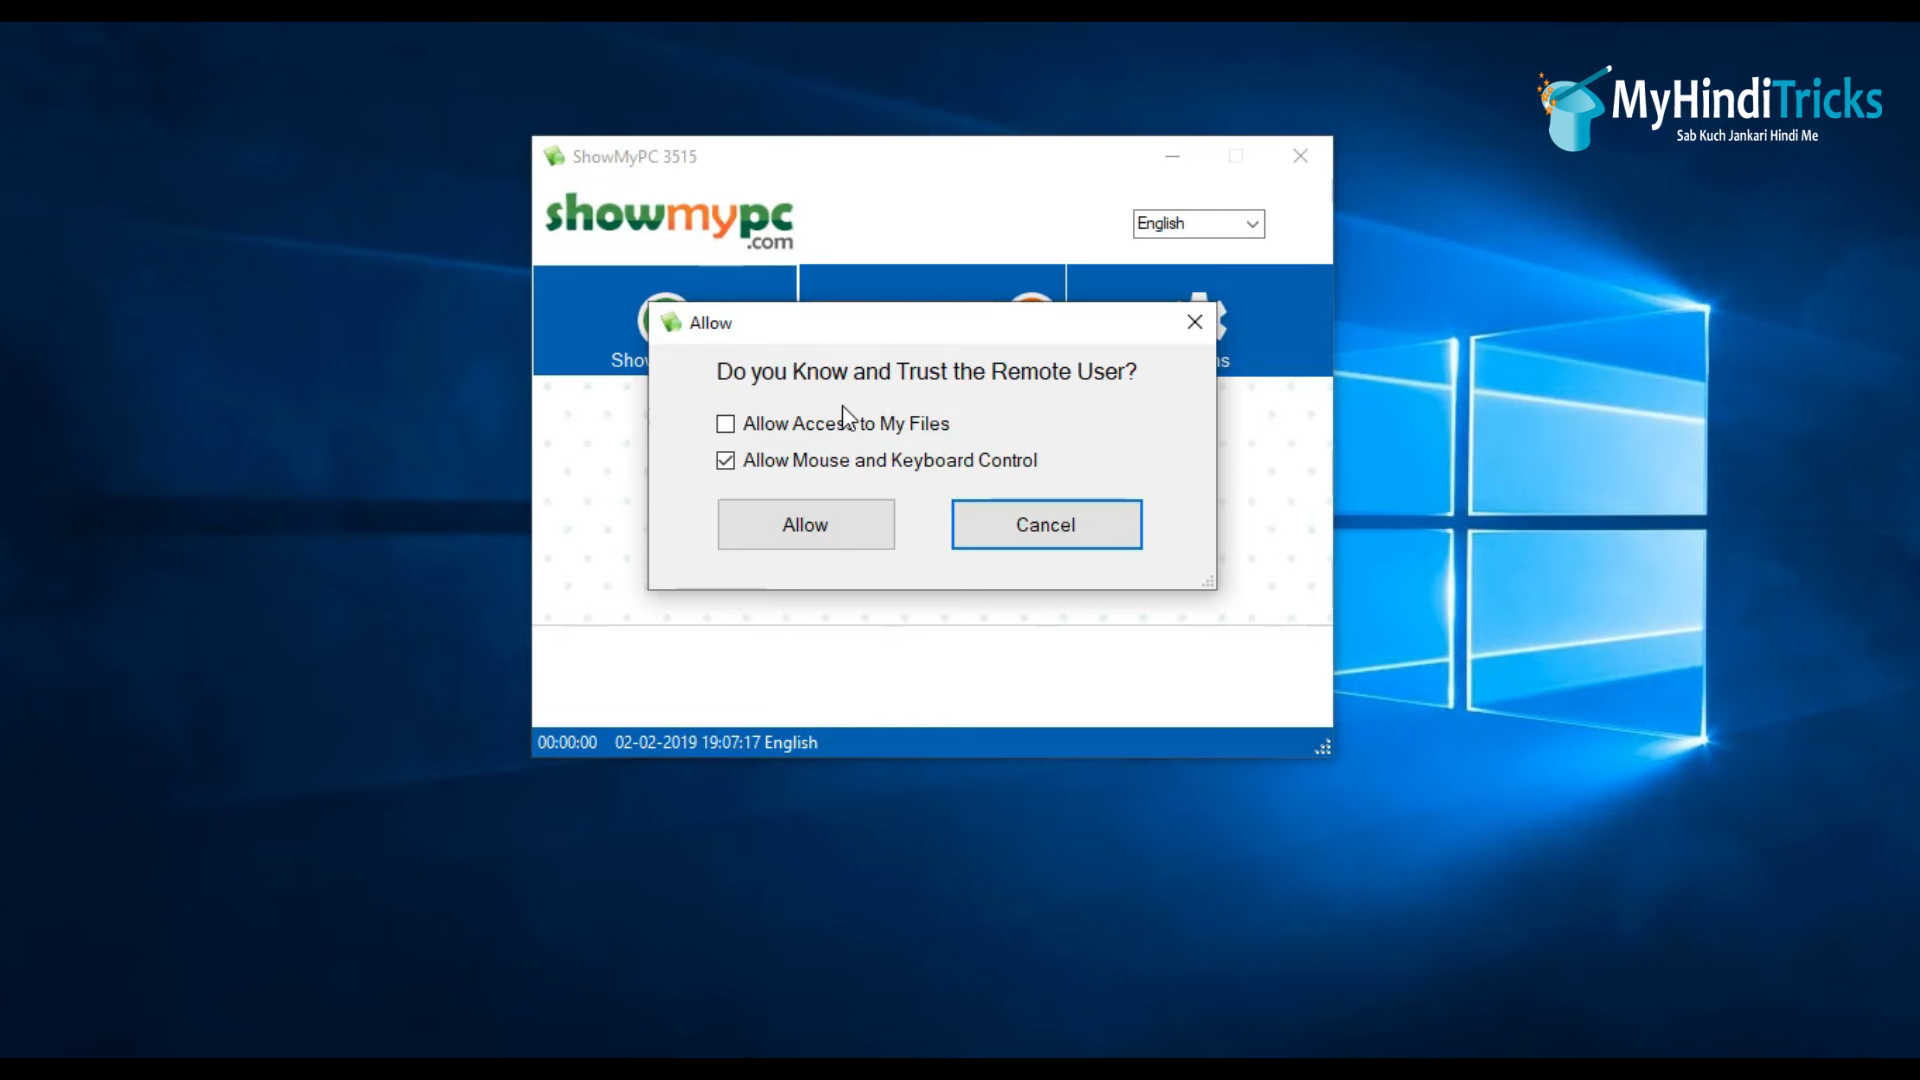 MyHindiTricks
Sab Kuch Jankari Hindi Me
ShowMyPC 3515
showmypc
.com
English
Allow
Do you Know and Trust the Remote User?
Allow Access to My Files
Allow Mouse and Keyboard Control
Allow
Cancel
00:00:00 02-02-2019 19:07:17 English